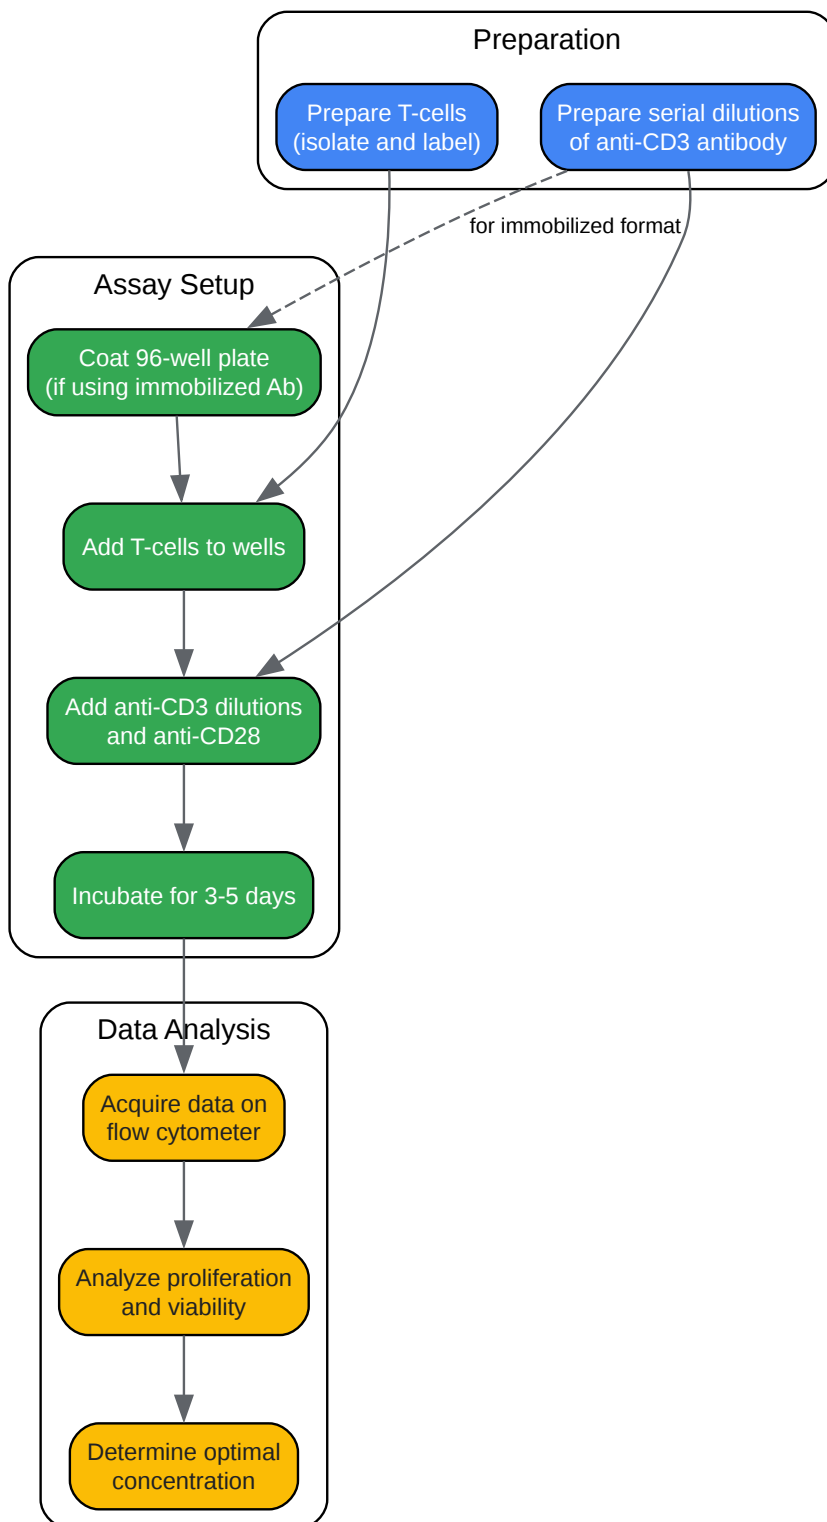 Preparation
Prepare T-cells
(isolate and label)
Prepare serial dilutions
of anti-CD3 antibody
for immobilized format
Assay Setup
Coat 96-well plate
(if using immobilized Ab)
Add T-cells to wells
Add anti-CD3 dilutions
and anti-CD28
Incubate for 3-5 days
Data Analysis
Acquire data on
flow cytometer
Analyze proliferation
and viability
Determine optimal
concentration